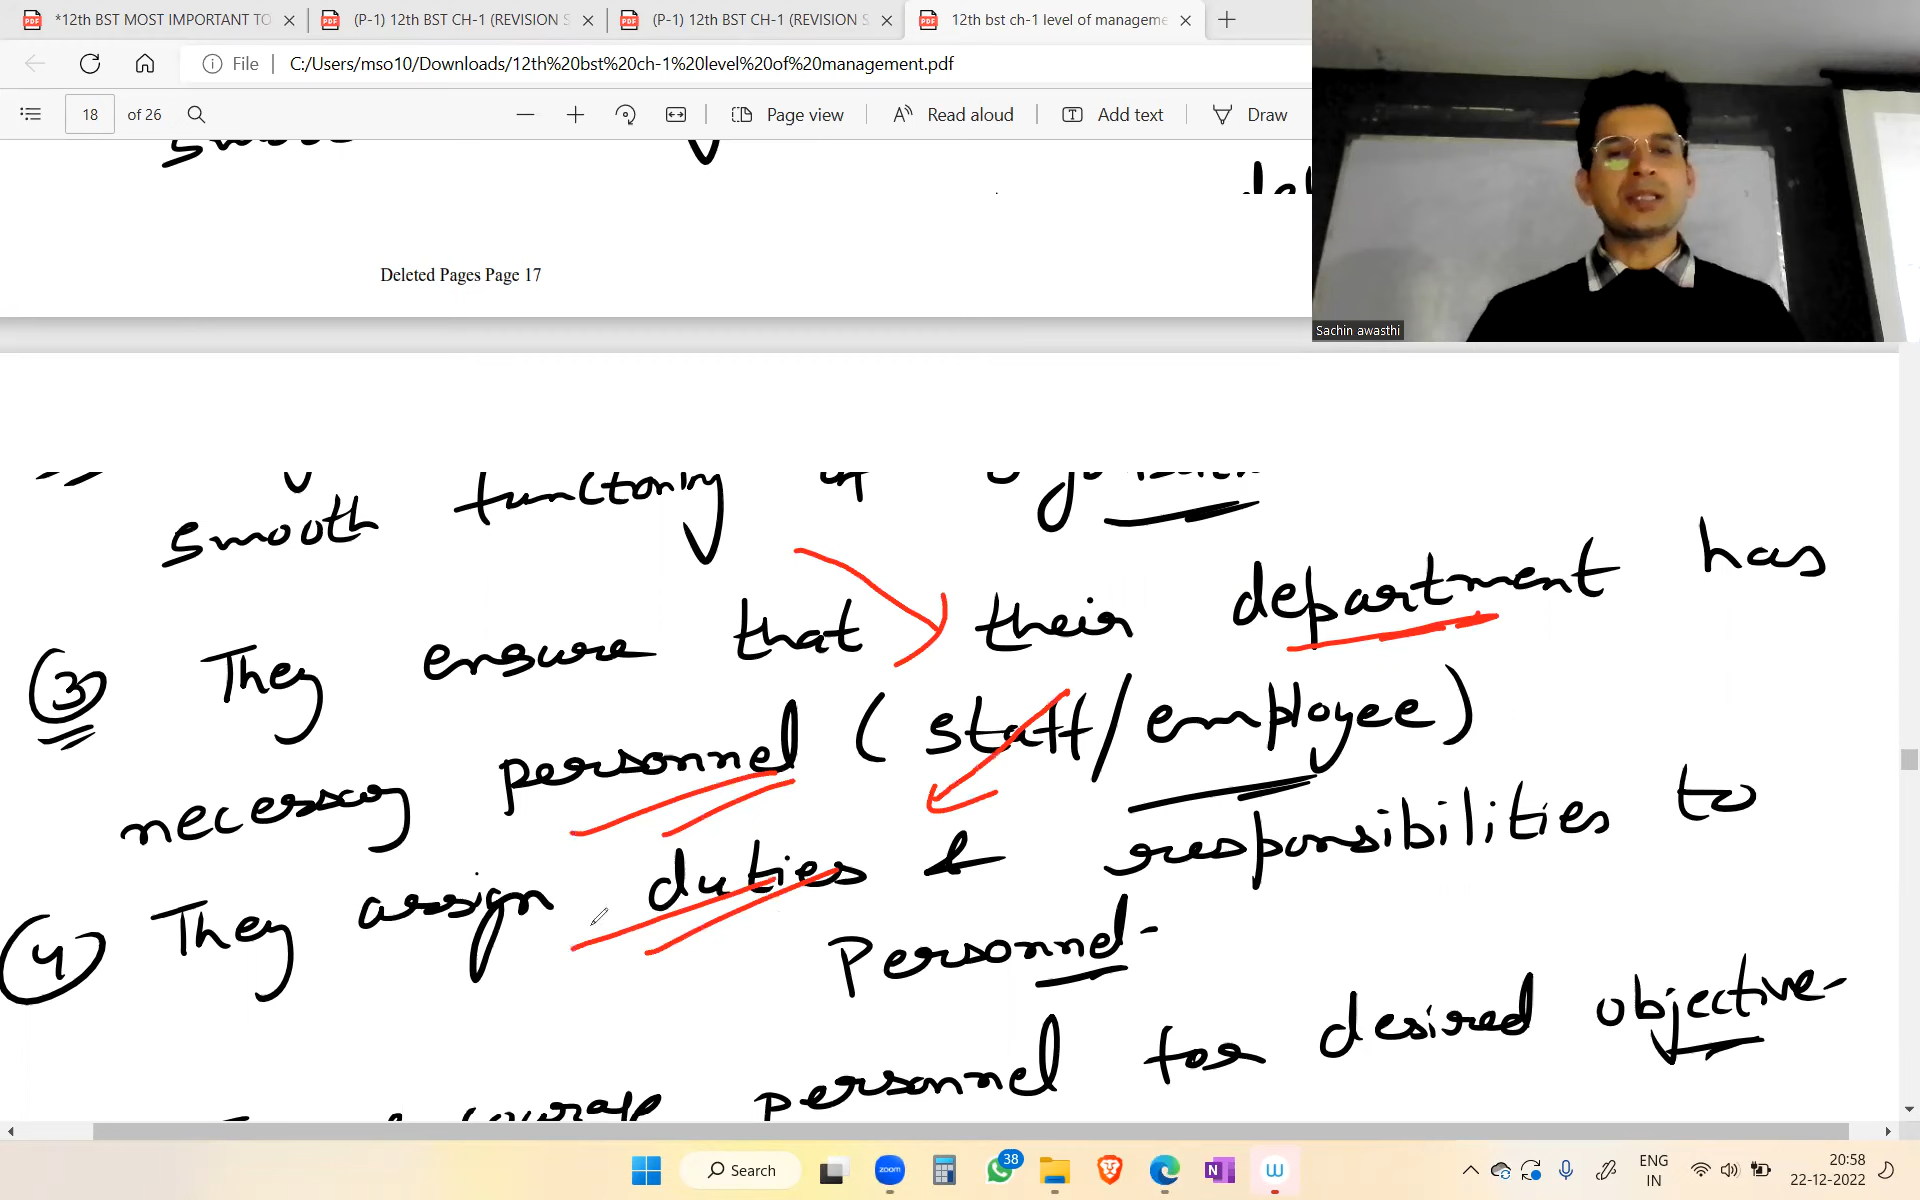 *12th BST MOST IMPORTANT TO
(P-1) 12th BST CH-1 (REVISION S
(P-1) 12th BST CH-1 (REVISION S
12th bst ch-1 level of manageme
File
C:/Users/mso10/Downloads/12th%20bst%20ch-1%20level%20of%20management.pdf
18 of 26
Page view
Read aloud
Add text
Draw
Sachin awasthi
Deleted Pages Page 17
smooth functioning of
(3) They ensure that their department has
necessary personnel (staff/employee)
(4) They assign duties & responsibilities to
Personnel.
personnel for desired objective.
Search
zoom
38
ENG
IN
20:58
22-12-2022